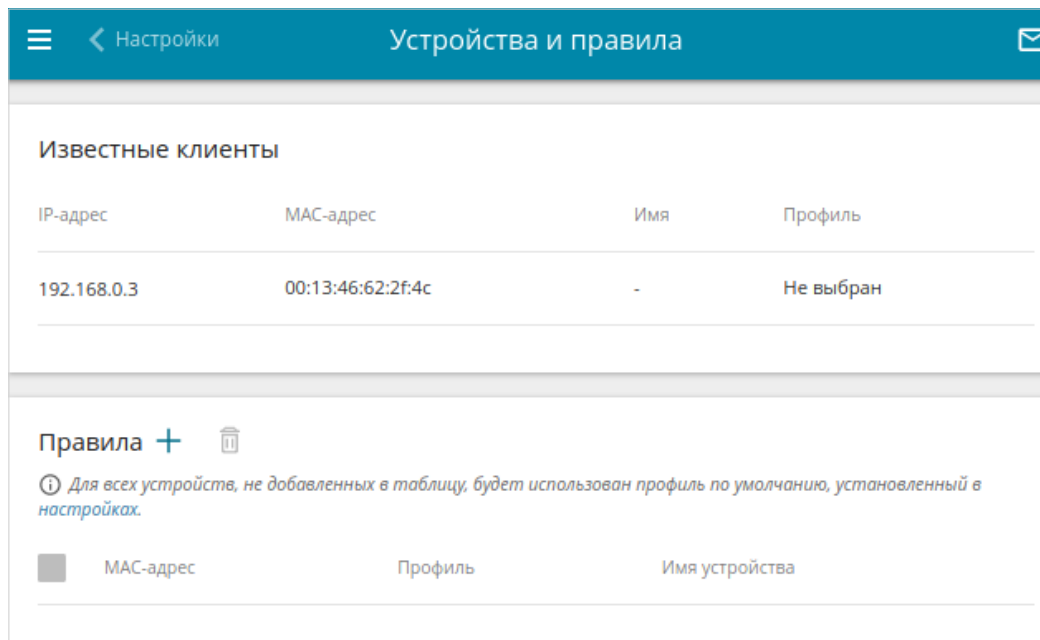 Настройки
Устройства и правила
Известные клиенты
IP-адрес MAC-адрес Имя Профиль
192.168.0.3 00:13:46:62:2f:4c - Не выбран
Правила
Для всех устройств, не добавленных в таблицу, будет использован профиль по умолчанию, установленный в
настройках.
MAC-адрес Профиль Имя устройства